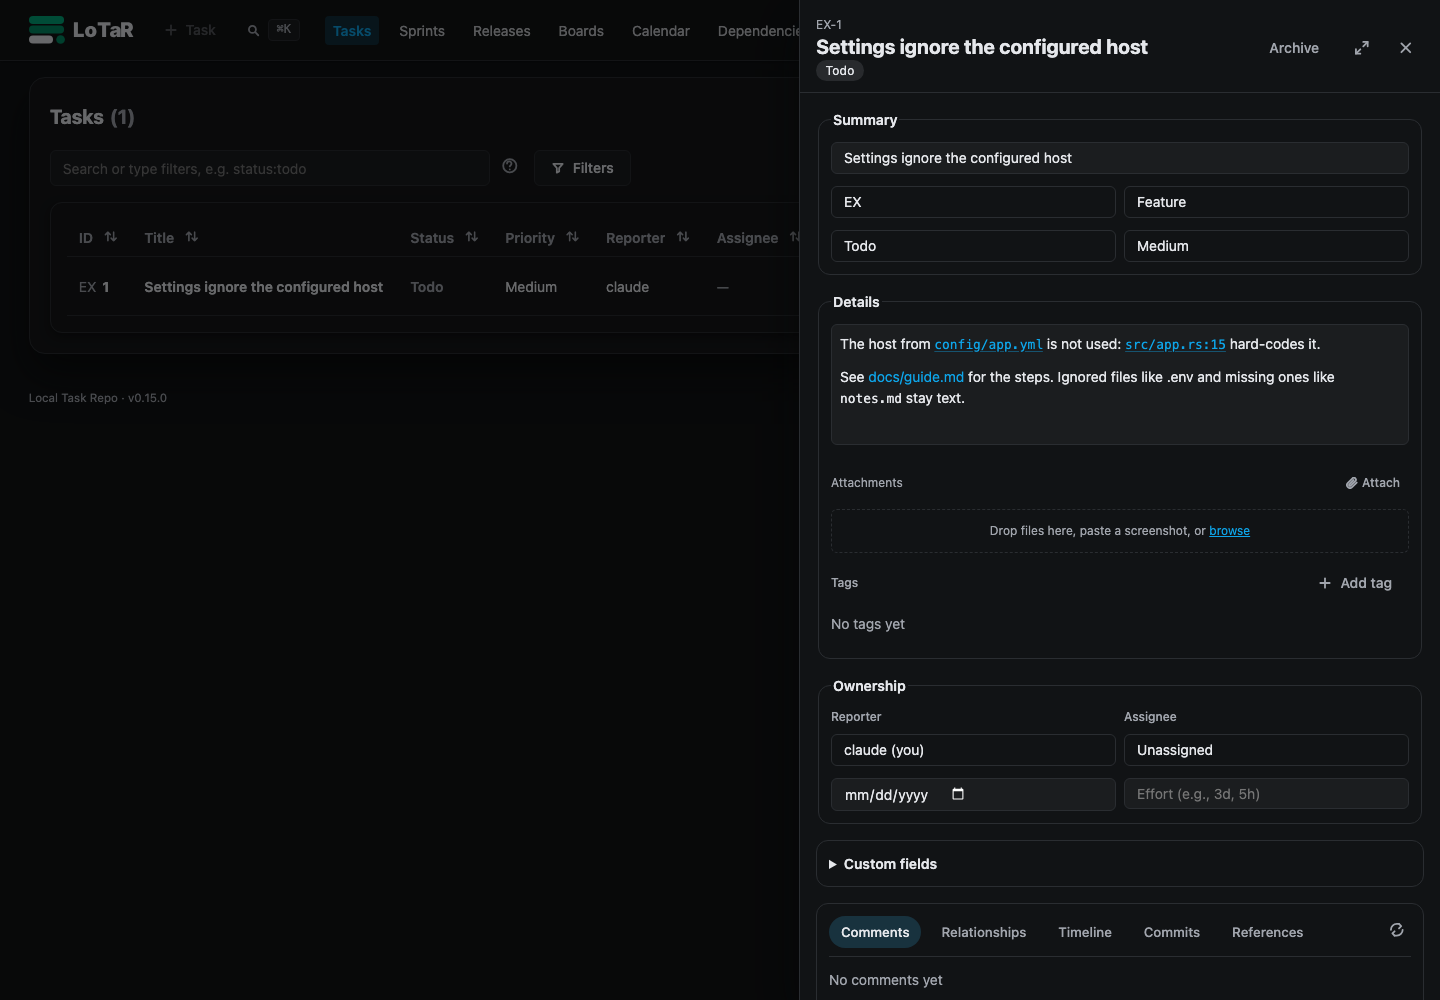 LoTaR
+ Task
⌘K
Tasks
Sprints
Releases
Boards
Calendar
Dependencie
Tasks (1)
Search or type filters, e.g. status:todo
Filters
ID
Title
Status
Priority
Reporter
Assignee
EX 1
Settings ignore the configured host
Todo
Medium
claude
—
Local Task Repo · v0.15.0
EX-1
Settings ignore the configured host
Todo
Archive
Summary
Settings ignore the configured host
EX
Feature
Todo
Medium
Details
The host from config/app.yml is not used: src/app.rs:15 hard-codes it.
See docs/guide.md for the steps. Ignored files like .env and missing ones like
notes.md stay text.
Attachments
Attach
Drop files here, paste a screenshot, or browse
Tags
+ Add tag
No tags yet
Ownership
Reporter
Assignee
claude (you)
Unassigned
mm/dd/yyyy
Effort (e.g., 3d, 5h)
Custom fields
Comments
Relationships
Timeline
Commits
References
No comments yet